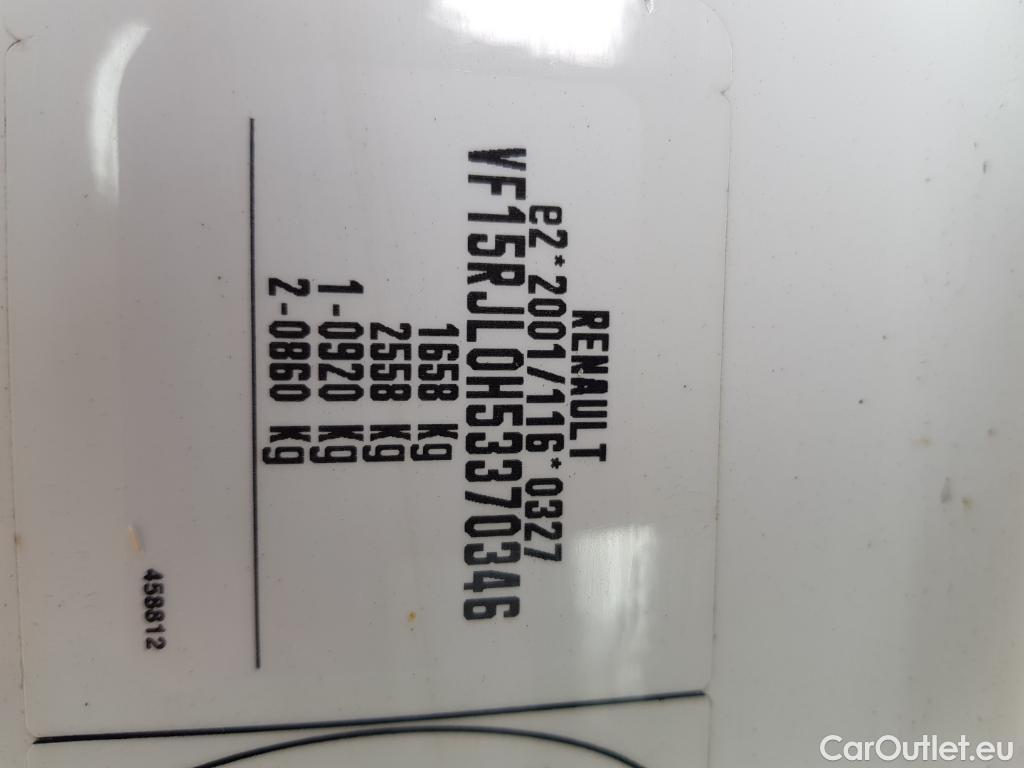 RENAULT
e2*2001/116*0327
VF15RJL0H53370346
1658 Kg
2558 Kg
1-0920 Kg
2-0860 Kg
458812
CarOutlet.eu